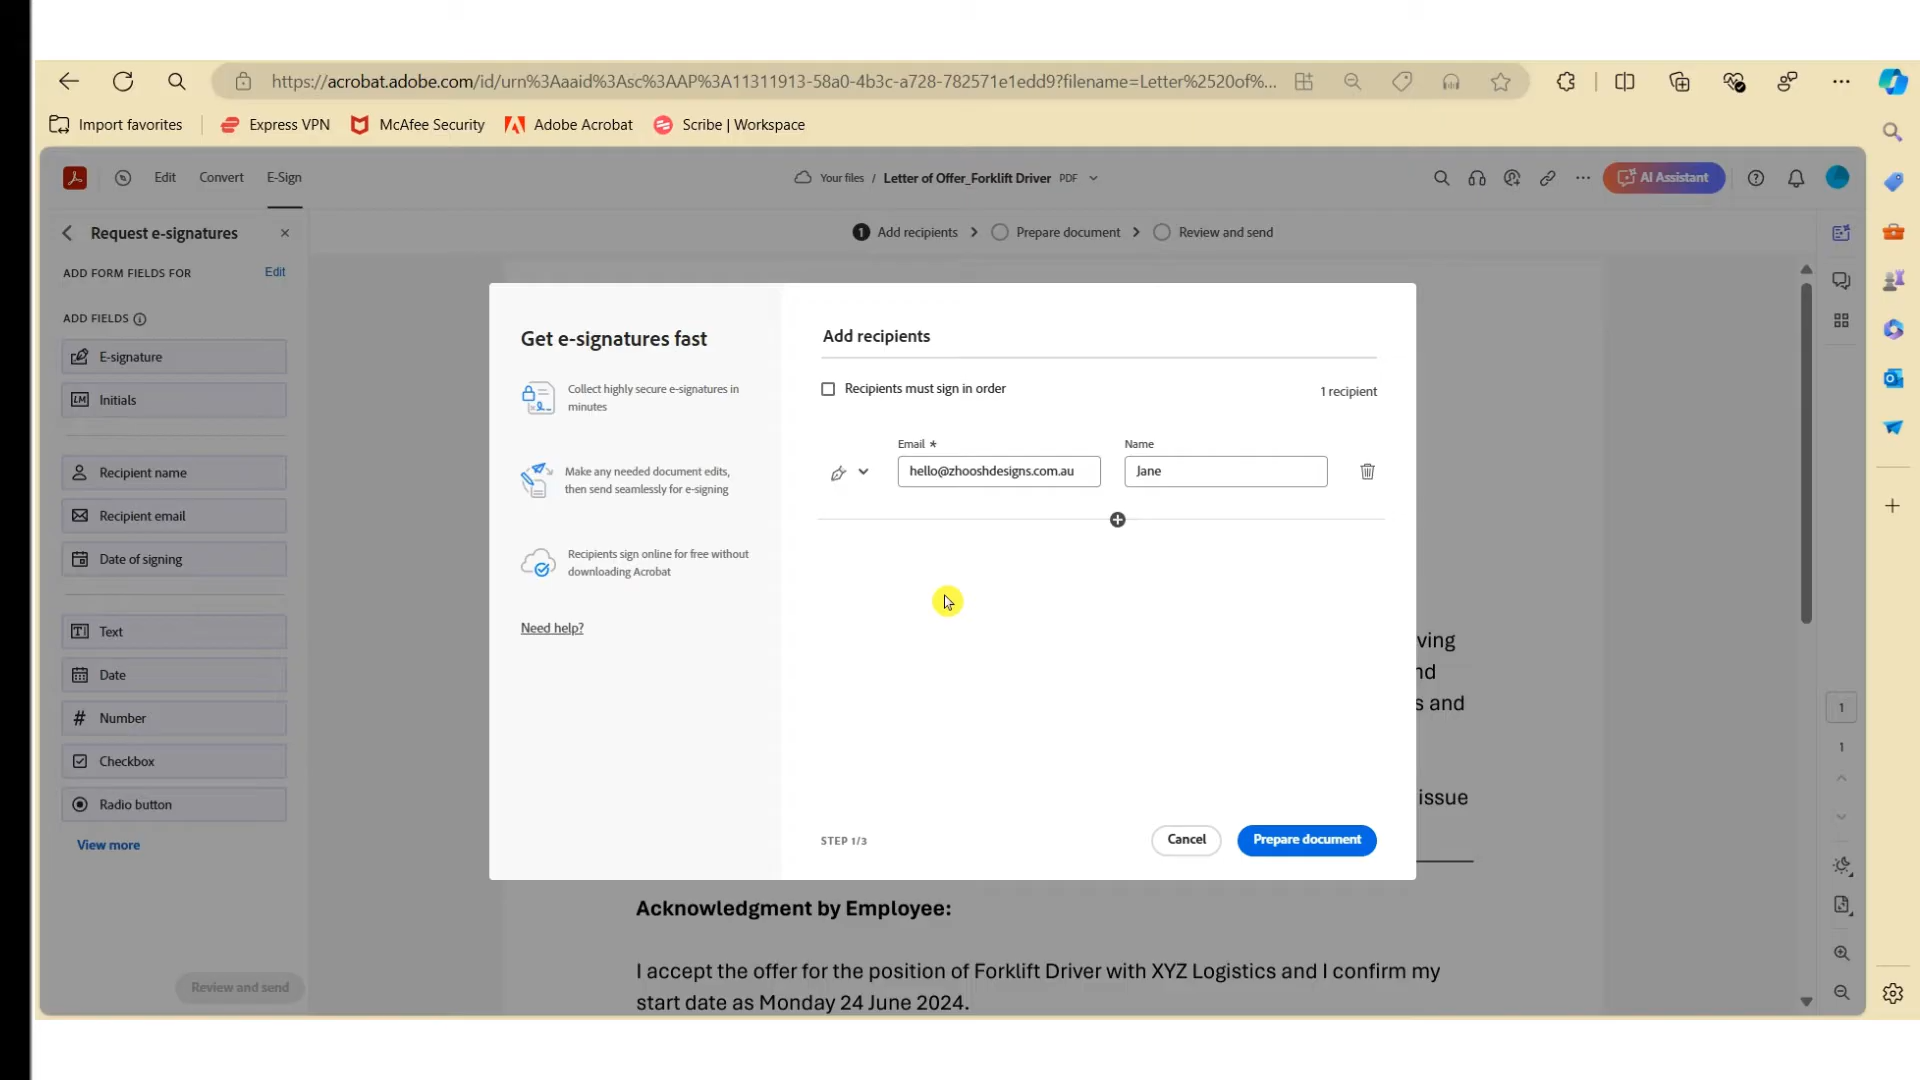 https://acrobat.adobe.com/id/urn%3Aaaid%3Asc%3AAP%3A11311913-58a0-4b3c-a728-782571e1edd9?filename=Letter%2520of%...
Import favorites
Express VPN
McAfee Security
Adobe Acrobat
Scribe | Workspace
Edit
Convert
E-Sign
Your files / Letter of Offer_Forklift Driver PDF
AI Assistant
Request e-signatures
1 Add recipients
Prepare document
Review and send
ADD FORM FIELDS FOR
Edit
ADD FIELDS
E-signature
LM Initials
Recipient name
Recipient email
Date of signing
Text
Date
# Number
Checkbox
Radio button
View more
Review and send
Get e-signatures fast
Collect highly secure e-signatures in
minutes
Make any needed document edits,
then send seamlessly for e-signing
Recipients sign online for free without
downloading Acrobat
Need help?
Add recipients
Recipients must sign in order
1 recipient
Email *
Name
hello@zhooshdesigns.com.au
Jane
STEP 1/3
Cancel
Prepare document
ving
nd
s and
issue
Acknowledgment by Employee:
I accept the offer for the position of Forklift Driver with XYZ Logistics and I confirm my
start date as Monday 24 June 2024.
1
1